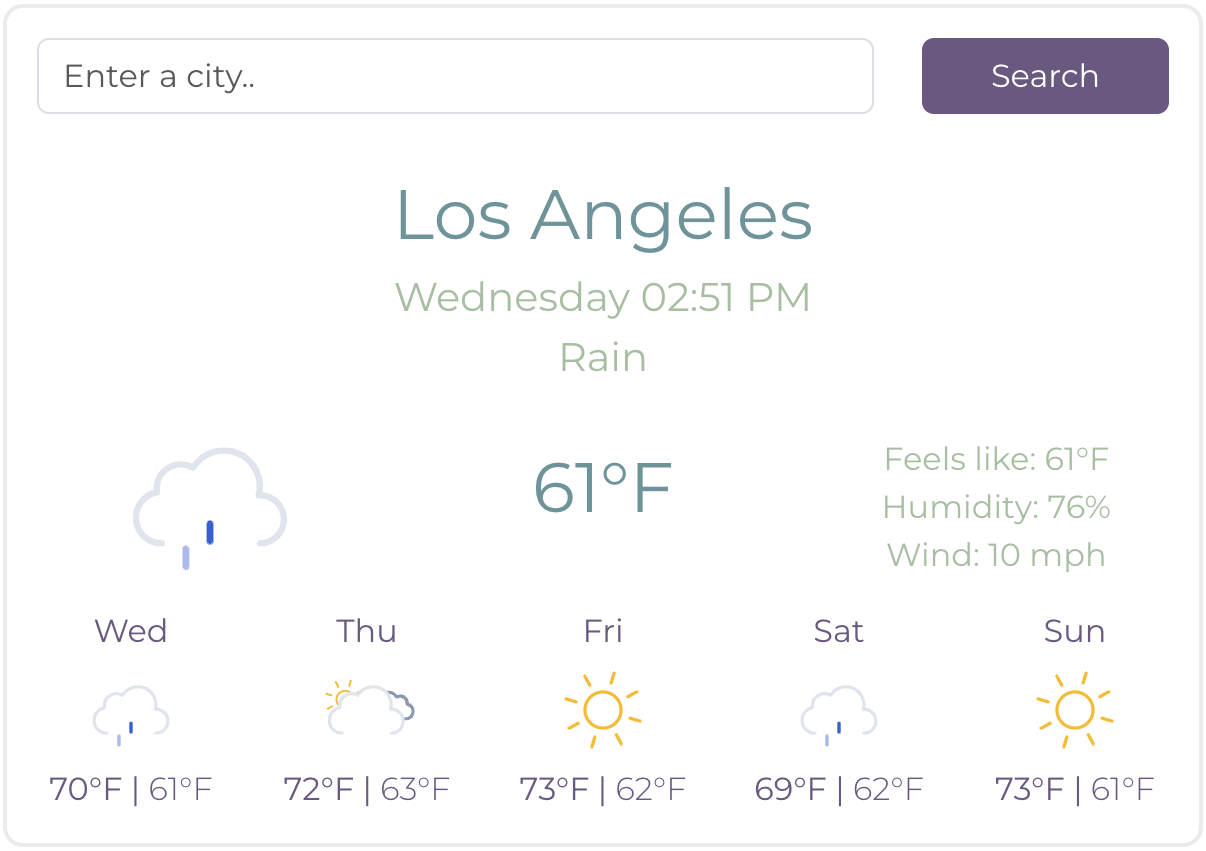 Enter a city..
Search
Los Angeles
Wednesday 02:51 PM
Rain
61°F
Feels like: 61°F
Humidity: 76%
Wind: 10 mph
Wed Thu Fri Sat Sun
70°F | 61°F 72°F | 63°F 73°F | 62°F 69°F | 62°F 73°F | 61°F